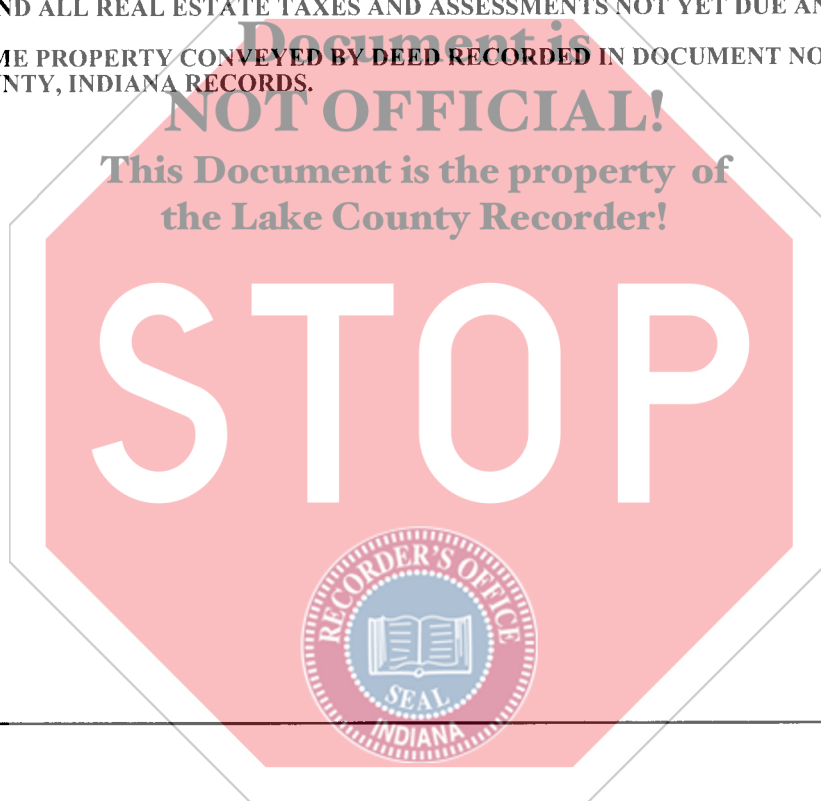 ND ALL REAL ESTATE TAXES AND ASSESSMENTS NOT YET DUE AN
Document is
ME PROPERTY CONVEYED BY DEED RECORDED IN DOCUMENT NO
NTY, INDIANA RECORDS.
NOT OFFICIAL!
This Document is the property of
the Lake County Recorder!
STOP
RECORDER'S OFFICE
SEAL
INDIANA